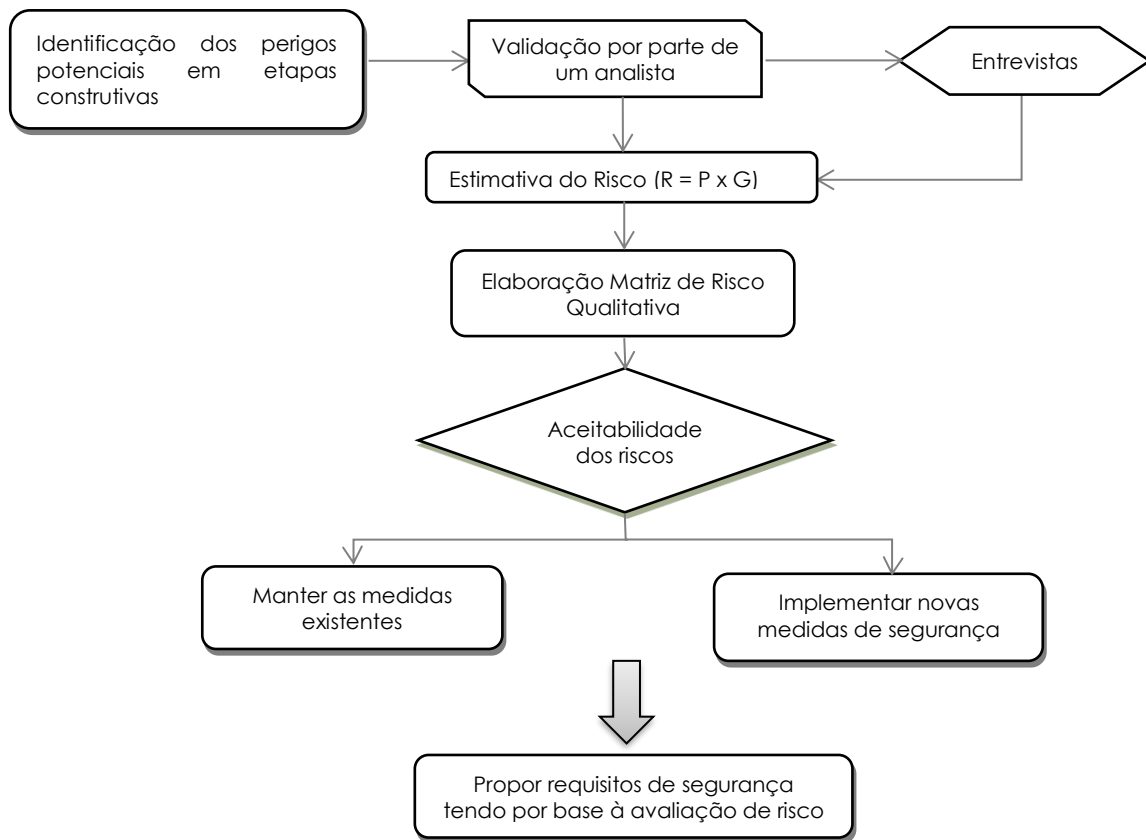 Identificação dos perigos
potenciais em etapas
construtivas
Validação por parte de
um analista
Entrevistas
Estimativa do Risco (R = P x G)
Elaboração Matriz de Risco
Qualitativa
Aceitabilidade
dos riscos
Manter as medidas
existentes
Implementar novas
medidas de segurança
Propor requisitos de segurança
tendo por base à avaliação de risco